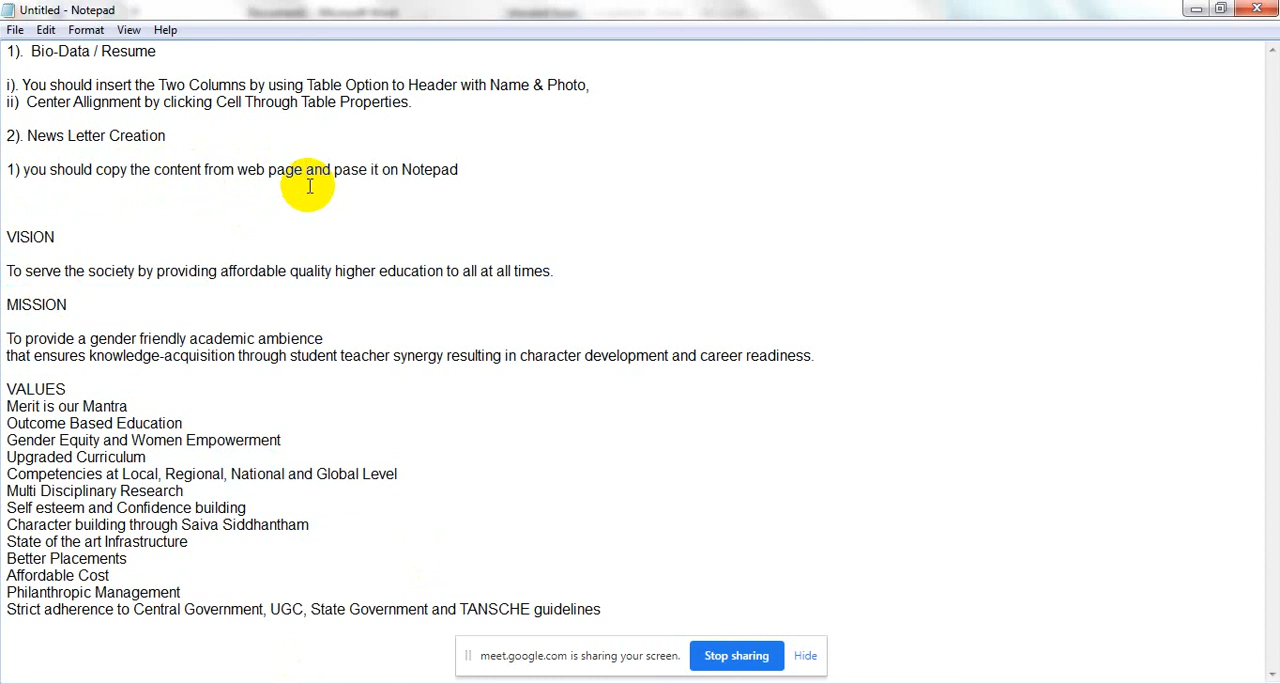 Untitled - Notepad
File Edit Format View Help
1). Bio-Data / Resume
i). You should insert the Two Columns by using Table Option to Header with Name & Photo,
ii) Center Allignment by clicking Cell Through Table Properties.
2). News Letter Creation
1) you should copy the content from web page and pase it on Notepad
VISION
To serve the society by providing affordable quality higher education to all at all times.
MISSION
To provide a gender friendly academic ambience
that ensures knowledge-acquisition through student teacher synergy resulting in character development and career readiness.
VALUES
Merit is our Mantra
Outcome Based Education
Gender Equity and Women Empowerment
Upgraded Curriculum
Competencies at Local, Regional, National and Global Level
Multi Disciplinary Research
Self esteem and Confidence building
Character building through Saiva Siddhantham
State of the art Infrastructure
Better Placements
Affordable Cost
Philanthropic Management
Strict adherence to Central Government, UGC, State Government and TANSCHE guidelines
meet.google.com is sharing your screen. Stop sharing Hide